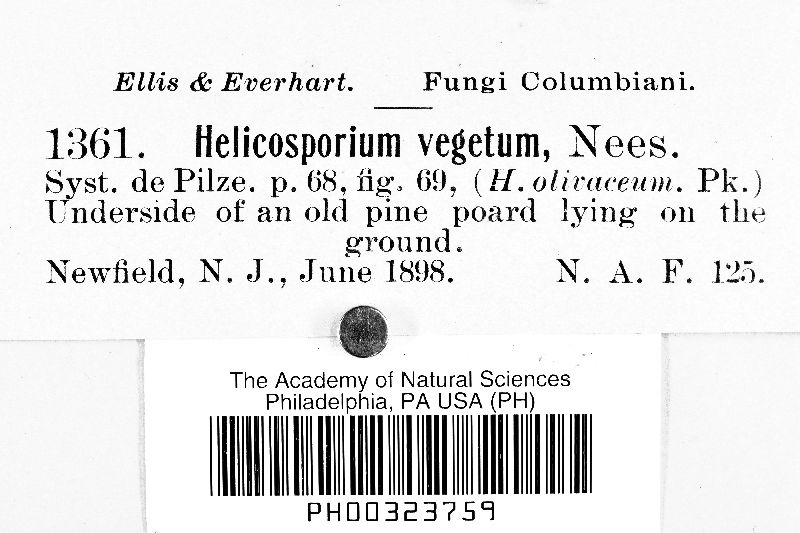 Ellis & Everhart. Fungi Columbiani.
1361. Helicosporium vegetum, Nees.
Syst. de Pilze. p. 68, fig. 69, (H. olivaceum. Pk.)
Underside of an old pine poard lying on the
ground.
Newfield, N. J., June 1898. N. A. F. 125.
The Academy of Natural Sciences
Philadelphia, PA USA (PH)
PH00323759